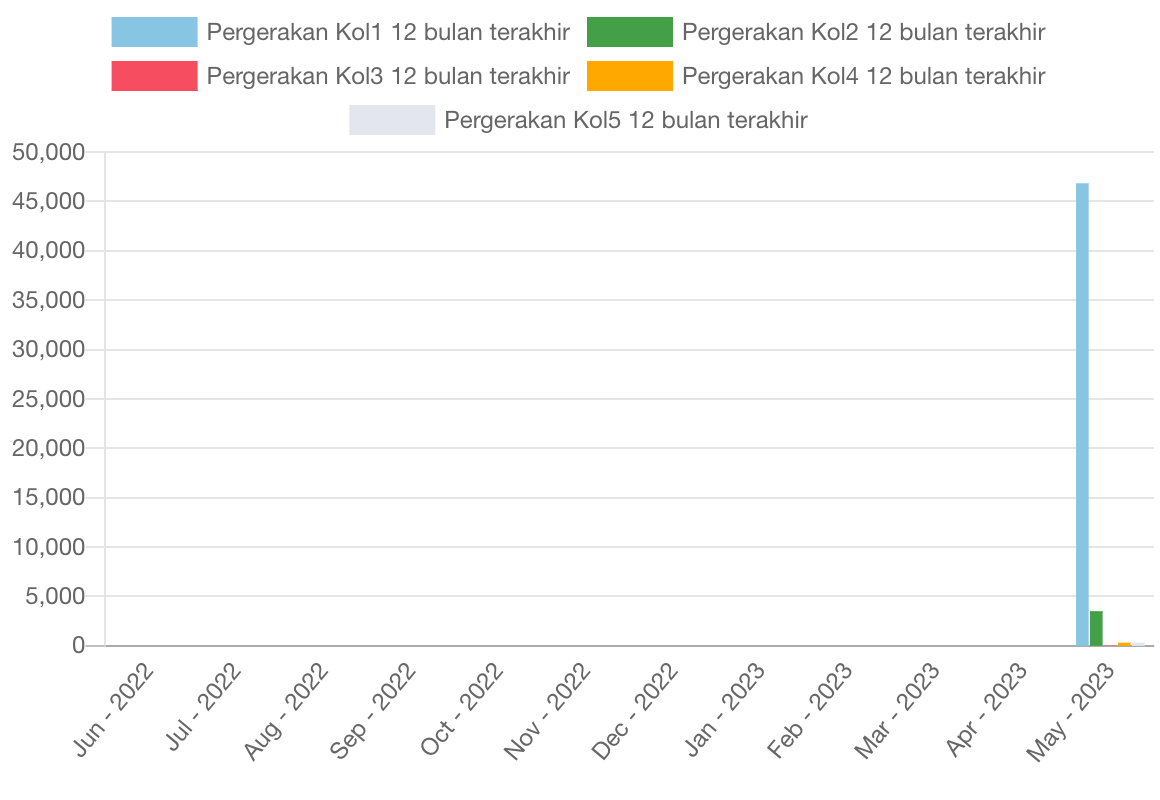 Pergerakan Kol1 12 bulan terakhir
Pergerakan Kol2 12 bulan terakhir
Pergerakan Kol3 12 bulan terakhir
Pergerakan Kol4 12 bulan terakhir
Pergerakan Kol5 12 bulan terakhir
50,000
45,000
40,000
35,000
30,000
25,000
20,000
15,000
10,000
5,000
0
Jun - 2022
Jul - 2022
Aug - 2022
Sep - 2022
Oct - 2022
Nov - 2022
Dec - 2022
Jan - 2023
Feb - 2023
Mar - 2023
Apr - 2023
May - 2023